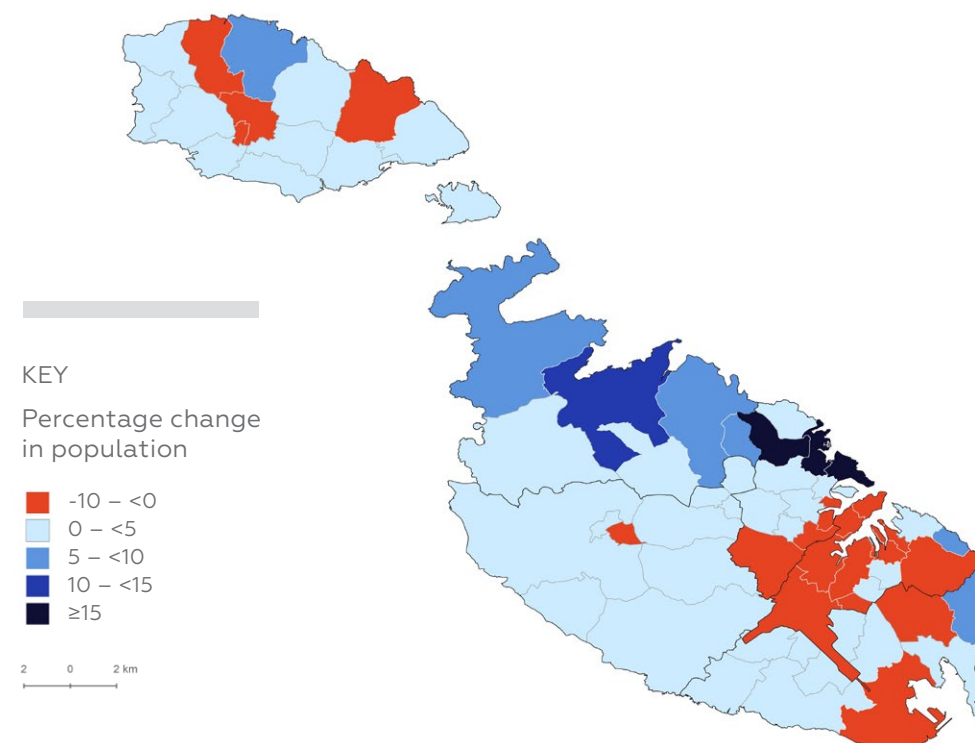 KEY
Percentage change
in population
-10 – <0
0 – <5
5 – <10
10 – <15
≥15
2 0 2 km